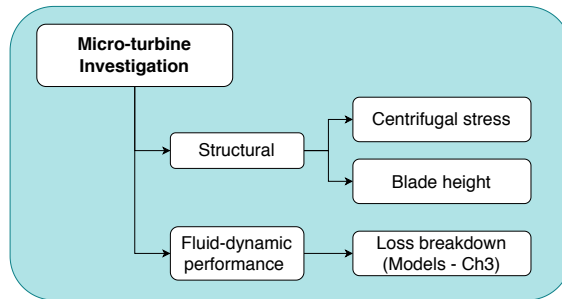 Micro-turbine
Investigation
Structural
Centrifugal stress
Blade height
Fluid-dynamic
performance
Loss breakdown
(Models - Ch3)